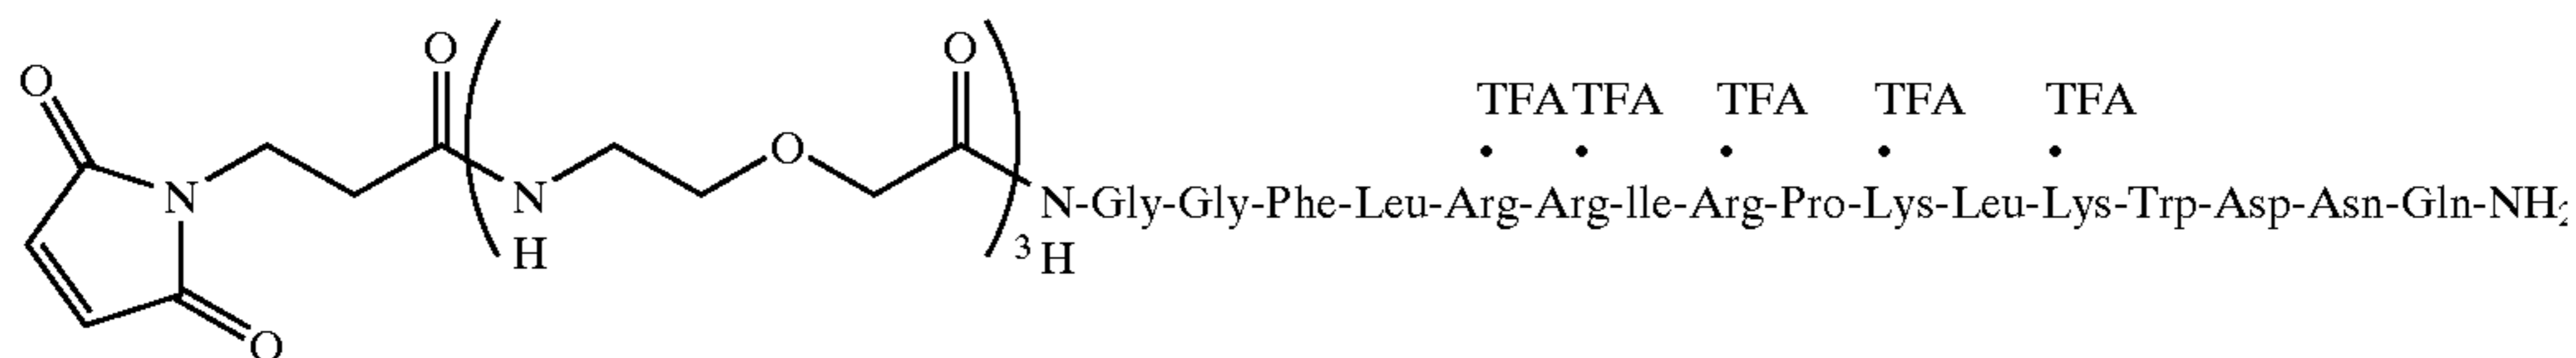 O O O
TFA TFA TFA TFA TFA
O
N N N-Gly-Gly-Phe-Leu-Arg-Arg-Ile-Arg-Pro-Lys-Leu-Lys-Trp-Asp-Asn-Gln-NH2
H 3 H
O